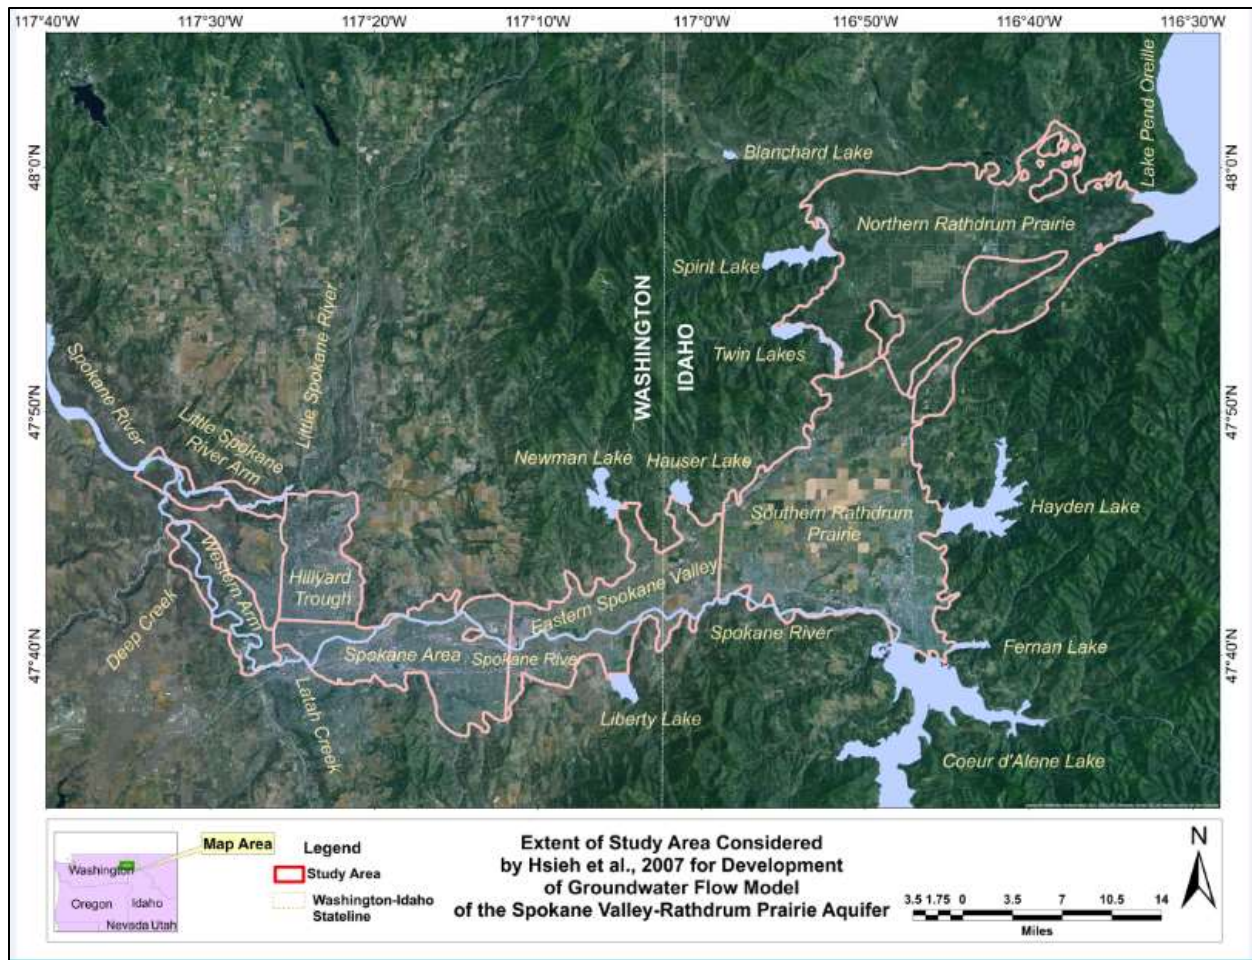 117°40'W
117°30'W
117°20'W
117°10'W
117°0'W
116°50'W
116°40'W
116°30'W
48°0'N
47°50'N
47°40'N
48°0'N
47°50'N
47°40'N
Lake Pend Oreille
Blanchard Lake
Northern Rathdrum Prairie
Spirit Lake
WASHINGTON
IDAHO
Twin Lakes
Spokane River
Little Spokane River
Little Spokane
River Arm
Newman Lake
Hauser Lake
Southern Rathdrum
Prairie
Hayden Lake
Western Arm
Hillyard
Trough
Deep Creek
Eastern Spokane Valley
Spokane River
Spokane Area
Spokane River
Fernan Lake
Latah Creek
Liberty Lake
Coeur d'Alene Lake
Map Area
Washington
Oregon
Idaho
Nevada
Utah
Legend
Study Area
Washington-Idaho
Stateline
Extent of Study Area Considered
by Hsieh et al., 2007 for Development
of Groundwater Flow Model
of the Spokane Valley-Rathdrum Prairie Aquifer
N
3.5 1.75 0 3.5 7 10.5 14
Miles